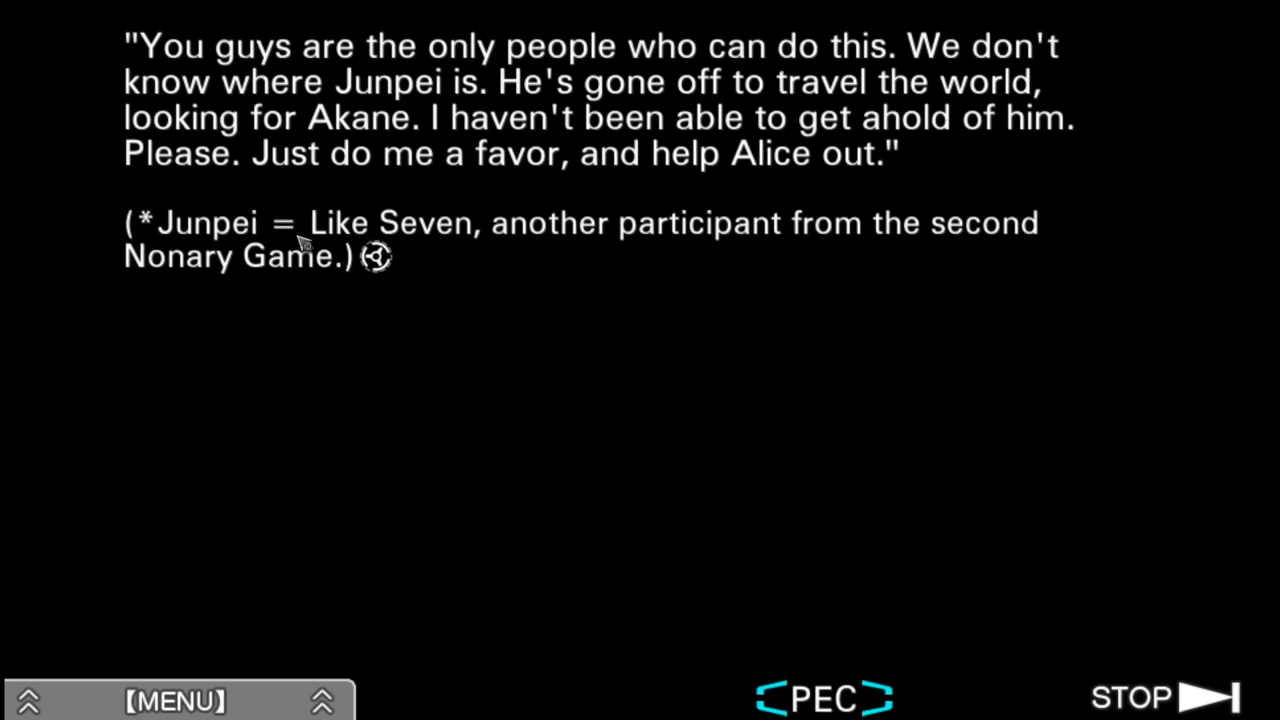 "You guys are the only people who can do this. We don't
know where Junpei is. He's gone off to travel the world,
looking for Akane. I haven't been able to get ahold of him.
Please. Just do me a favor, and help Alice out."
(*Junpei = Like Seven, another participant from the second
Nonary Game.)
【MENU】
PEC
STOP